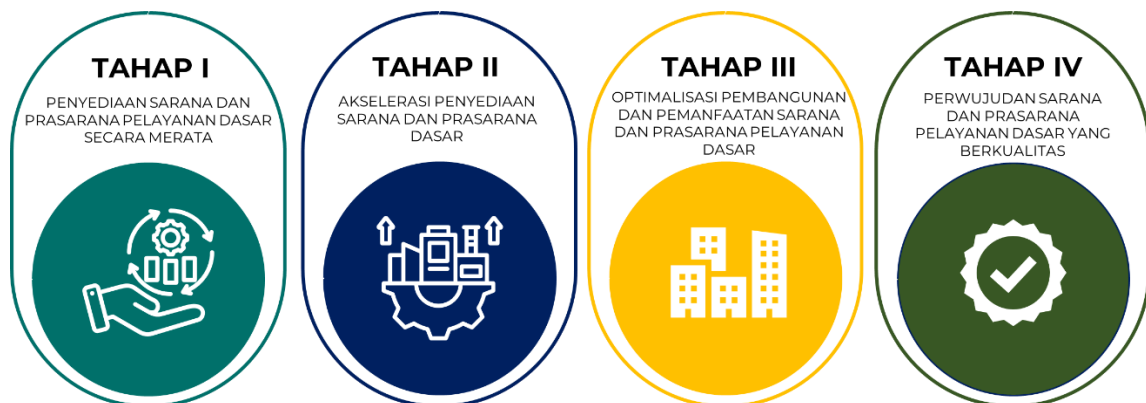 TAHAP I
PENYEDIAAN SARANA DAN
PRASARANA PELAYANAN DASAR
SECARA MERATA
TAHAP II
AKSELERASI PENYEDIAAN
SARANA DAN PRASARANA
DASAR
TAHAP III
OPTIMALISASI PEMBANGUNAN
DAN PEMANFAATAN SARANA
DAN PRASARANA PELAYANAN
DASAR
TAHAP IV
PERWUJUDAN SARANA
DAN PRASARANA
PELAYANAN DASAR YANG
BERKUALITAS